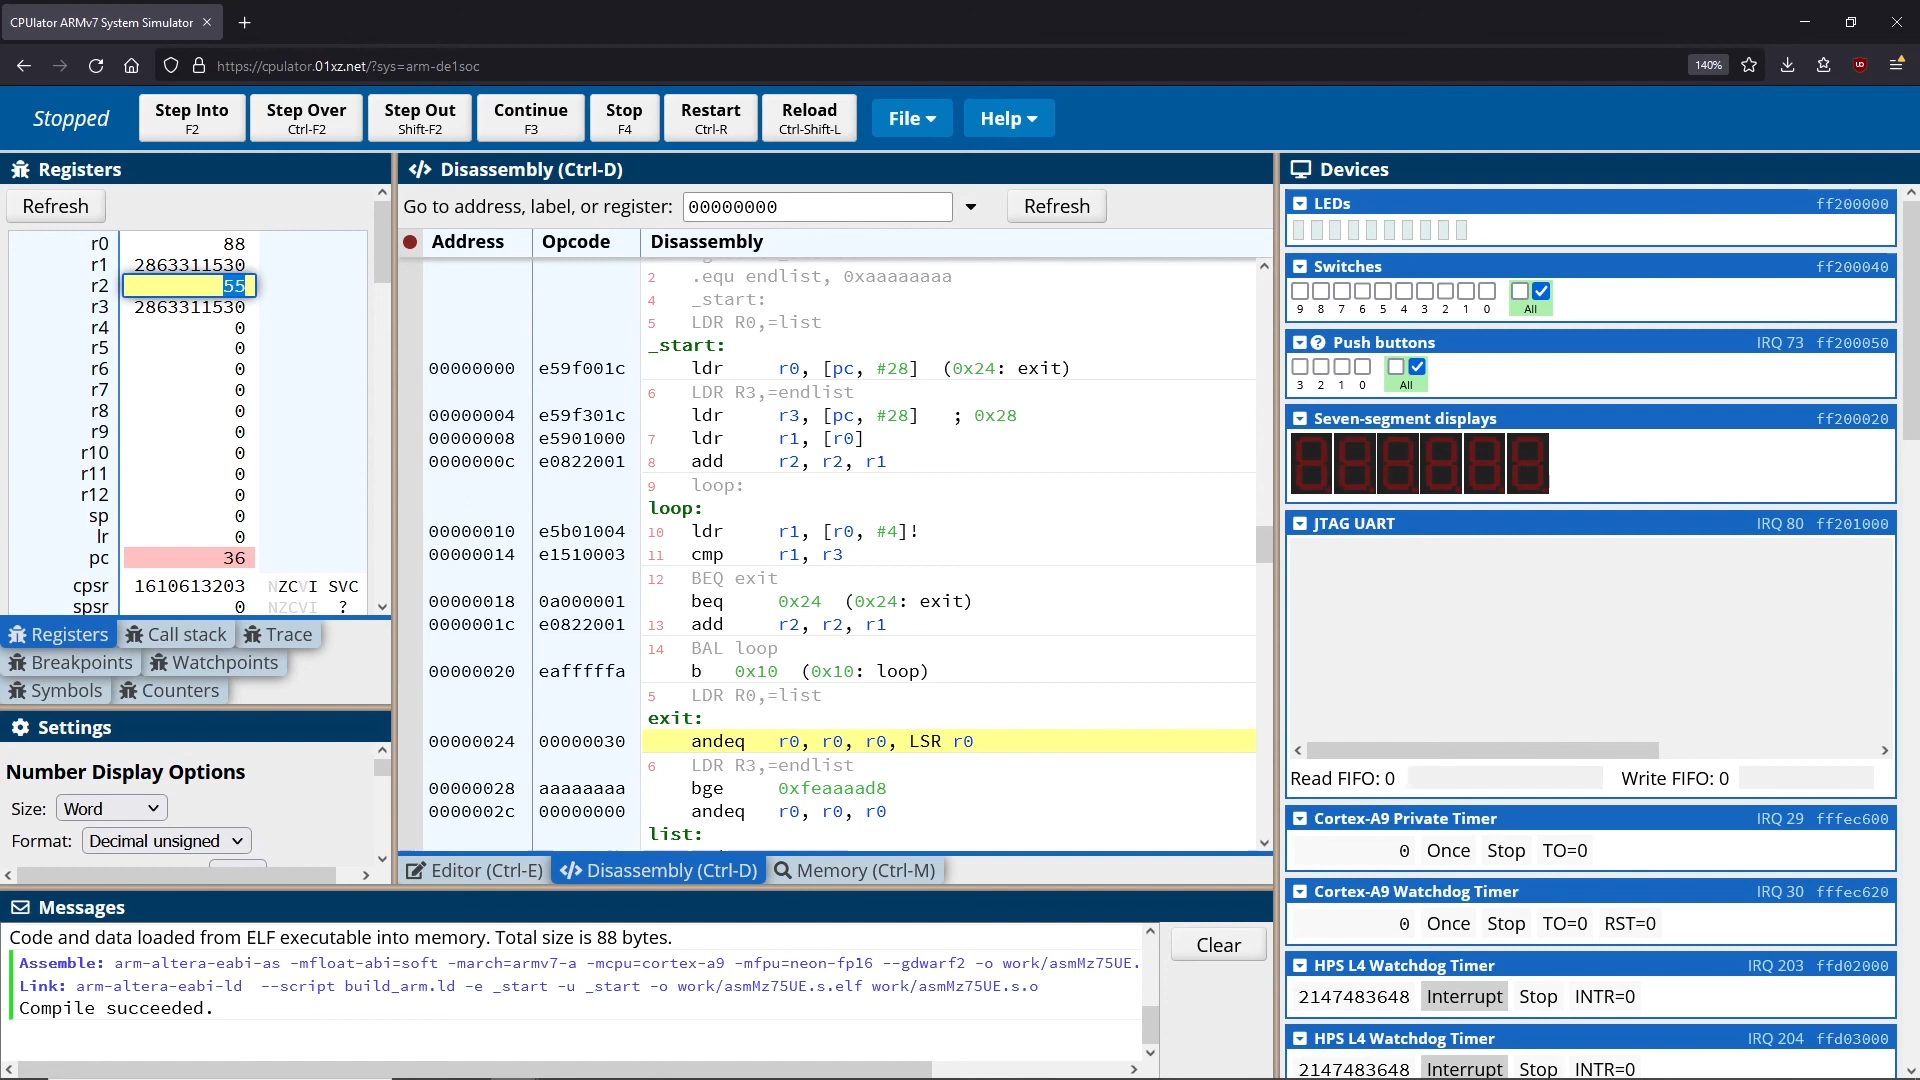 CPUlator ARMv7 System Simulator
https://cpulator.01xz.net/?sys=arm-de1soc
140%
Stopped
Step Into
F2
Step Over
Ctrl-F2
Step Out
Shift-F2
Continue
F3
Stop
F4
Restart
Ctrl-R
Reload
Ctrl-Shift-L
File
Help
Registers
Refresh
r0 88
r1 2863311530
r2 55
r3 2863311530
r4 0
r5 0
r6 0
r7 0
r8 0
r9 0
r10 0
r11 0
r12 0
sp 0
lr 0
pc 36
cpsr 1610613203 NZCVI SVC
spsr 0 NZCVI ?
Registers Call stack Trace
Breakpoints Watchpoints
Symbols Counters
Settings
Number Display Options
Size: Word
Format: Decimal unsigned
Disassembly (Ctrl-D)
Go to address, label, or register: 00000000 Refresh
Address Opcode Disassembly
2 .equ endlist, 0xaaaaaaaa
4 _start:
5 LDR R0,=list
_start:
00000000 e59f001c ldr r0, [pc, #28] (0x24: exit)
6 LDR R3,=endlist
00000004 e59f301c ldr r3, [pc, #28] ; 0x28
00000008 e5901000 7 ldr r1, [r0]
0000000c e0822001 8 add r2, r2, r1
9 loop:
loop:
00000010 e5b01004 10 ldr r1, [r0, #4]!
00000014 e1510003 11 cmp r1, r3
12 BEQ exit
00000018 0a000001 beq 0x24 (0x24: exit)
0000001c e0822001 13 add r2, r2, r1
14 BAL loop
00000020 eafffffa b 0x10 (0x10: loop)
5 LDR R0,=list
exit:
00000024 00000030 andeq r0, r0, r0, LSR r0
6 LDR R3,=endlist
00000028 aaaaaaaa bge 0xfeaaaad8
0000002c 00000000 andeq r0, r0, r0
list:
Editor (Ctrl-E) Disassembly (Ctrl-D) Memory (Ctrl-M)
Messages
Code and data loaded from ELF executable into memory. Total size is 88 bytes.
Assemble: arm-altera-eabi-as -mfloat-abi=soft -march=armv7-a -mcpu=cortex-a9 -mfpu=neon-fp16 --gdwarf2 -o work/asmMz75UE.
Link: arm-altera-eabi-ld --script build_arm.ld -e _start -u _start -o work/asmMz75UE.s.elf work/asmMz75UE.s.o
Compile succeeded.
Clear
Devices
LEDs ff200000
Switches ff200040
9 8 7 6 5 4 3 2 1 0 All
Push buttons IRQ 73 ff200050
3 2 1 0 All
Seven-segment displays ff200020
JTAG UART IRQ 80 ff201000
Read FIFO: 0 Write FIFO: 0
Cortex-A9 Private Timer IRQ 29 fffec600
0 Once Stop TO=0
Cortex-A9 Watchdog Timer IRQ 30 fffec620
0 Once Stop TO=0 RST=0
HPS L4 Watchdog Timer IRQ 203 ffd02000
2147483648 Interrupt Stop INTR=0
HPS L4 Watchdog Timer IRQ 204 ffd03000
2147483648 Interrupt Stop INTR=0